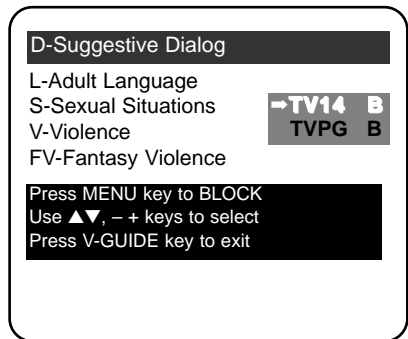 D-Suggestive Dialog
L-Adult Language
S-Sexual Situations ➡TV14 B
V-Violence TVPG B
FV-Fantasy Violence
Press MENU key to BLOCK
Use ▲▼, – + keys to select
Press V-GUIDE key to exit